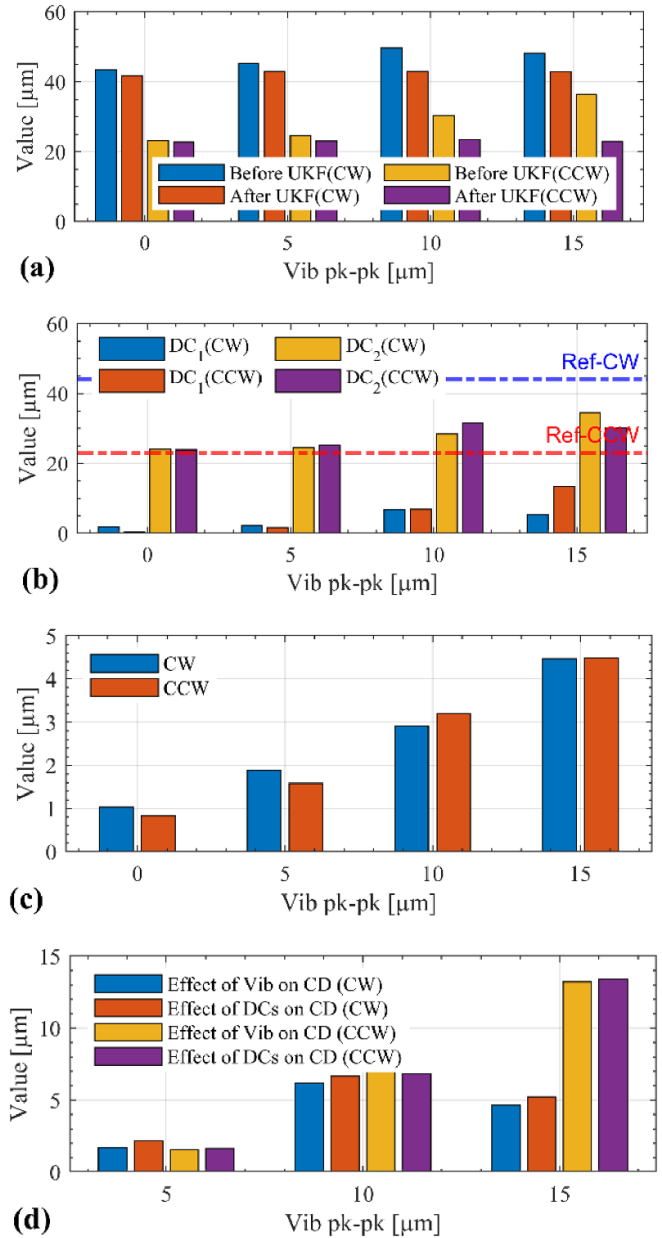 60
40
20
0
Value [μm]
Before UKF(CW) Before UKF(CCW)
After UKF(CW) After UKF(CCW)
0 5 10 15
Vib pk-pk [μm]
(a)
60
40
20
0
Value [μm]
DC1(CW) DC2(CW)
DC1(CCW) DC2(CCW)
Ref-CW
Ref-CCW
0 5 10 15
Vib pk-pk [μm]
(b)
5
4
3
2
1
0
Value [μm]
CW
CCW
0 5 10 15
Vib pk-pk [μm]
(c)
15
10
5
0
Value [μm]
Effect of Vib on CD (CW)
Effect of DCs on CD (CW)
Effect of Vib on CD (CCW)
Effect of DCs on CD (CCW)
5 10 15
Vib pk-pk [μm]
(d)